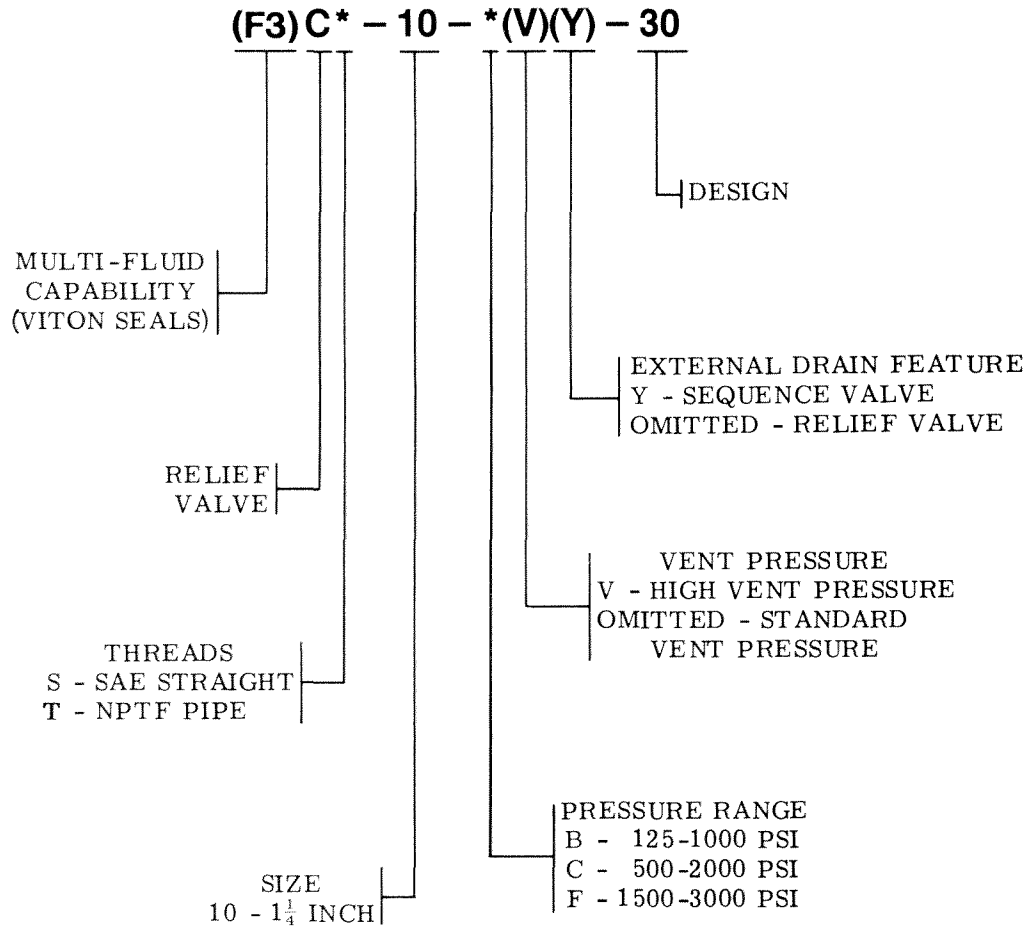 (F3) C* - 10 - *(V)(Y) - 30
DESIGN
MULTI-FLUID
CAPABILITY
(VITON SEALS)
EXTERNAL DRAIN FEATURE
Y - SEQUENCE VALVE
OMITTED - RELIEF VALVE
RELIEF
VALVE
VENT PRESSURE
V - HIGH VENT PRESSURE
OMITTED - STANDARD
VENT PRESSURE
THREADS
S - SAE STRAIGHT
T - NPTF PIPE
PRESSURE RANGE
B - 125-1000 PSI
C - 500-2000 PSI
F - 1500-3000 PSI
SIZE
10 - 1¼ INCH